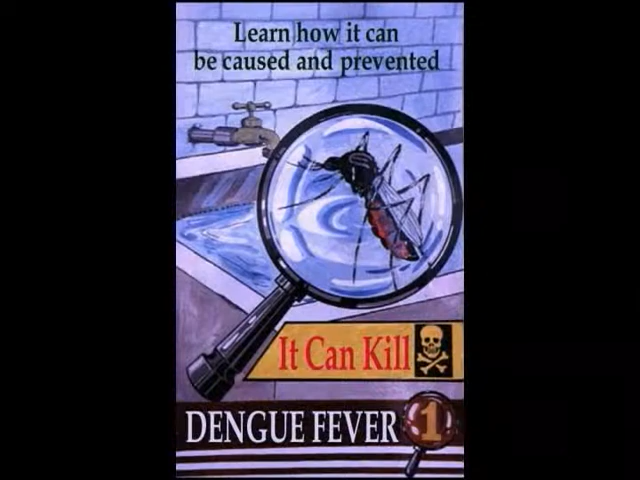 Learn how it can
be caused and prevented
It Can Kill
DENGUE FEVER 1